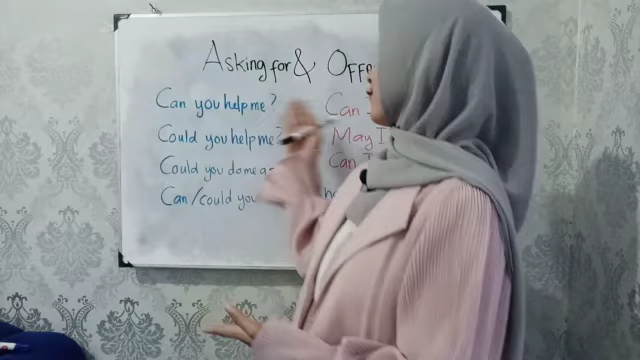 Asking for &
Can you help me? Can
Could you help me? May I
Could you do me a Can I
Can/could you